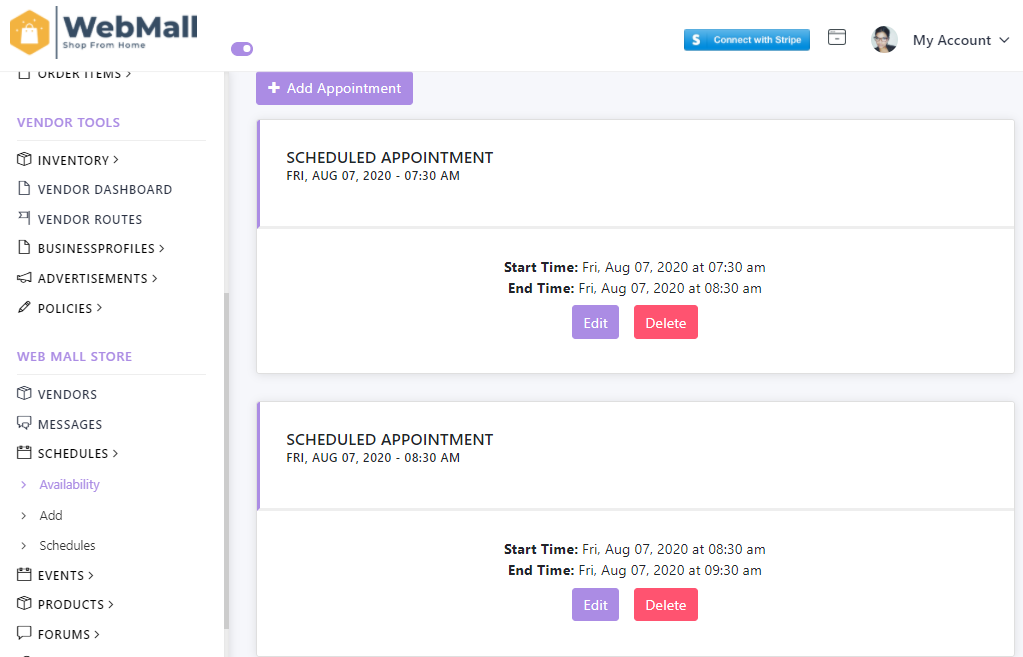 WebMall
Shop From Home
S Connect with Stripe
My Account
ORDER ITEMS >
VENDOR TOOLS
INVENTORY >
VENDOR DASHBOARD
VENDOR ROUTES
BUSINESSPROFILES >
ADVERTISEMENTS >
POLICIES >
WEB MALL STORE
VENDORS
MESSAGES
SCHEDULES >
> Availability
> Add
> Schedules
EVENTS >
PRODUCTS >
FORUMS >
+ Add Appointment
SCHEDULED APPOINTMENT
FRI, AUG 07, 2020 - 07:30 AM
Start Time: Fri, Aug 07, 2020 at 07:30 am
End Time: Fri, Aug 07, 2020 at 08:30 am
Edit Delete
SCHEDULED APPOINTMENT
FRI, AUG 07, 2020 - 08:30 AM
Start Time: Fri, Aug 07, 2020 at 08:30 am
End Time: Fri, Aug 07, 2020 at 09:30 am
Edit Delete